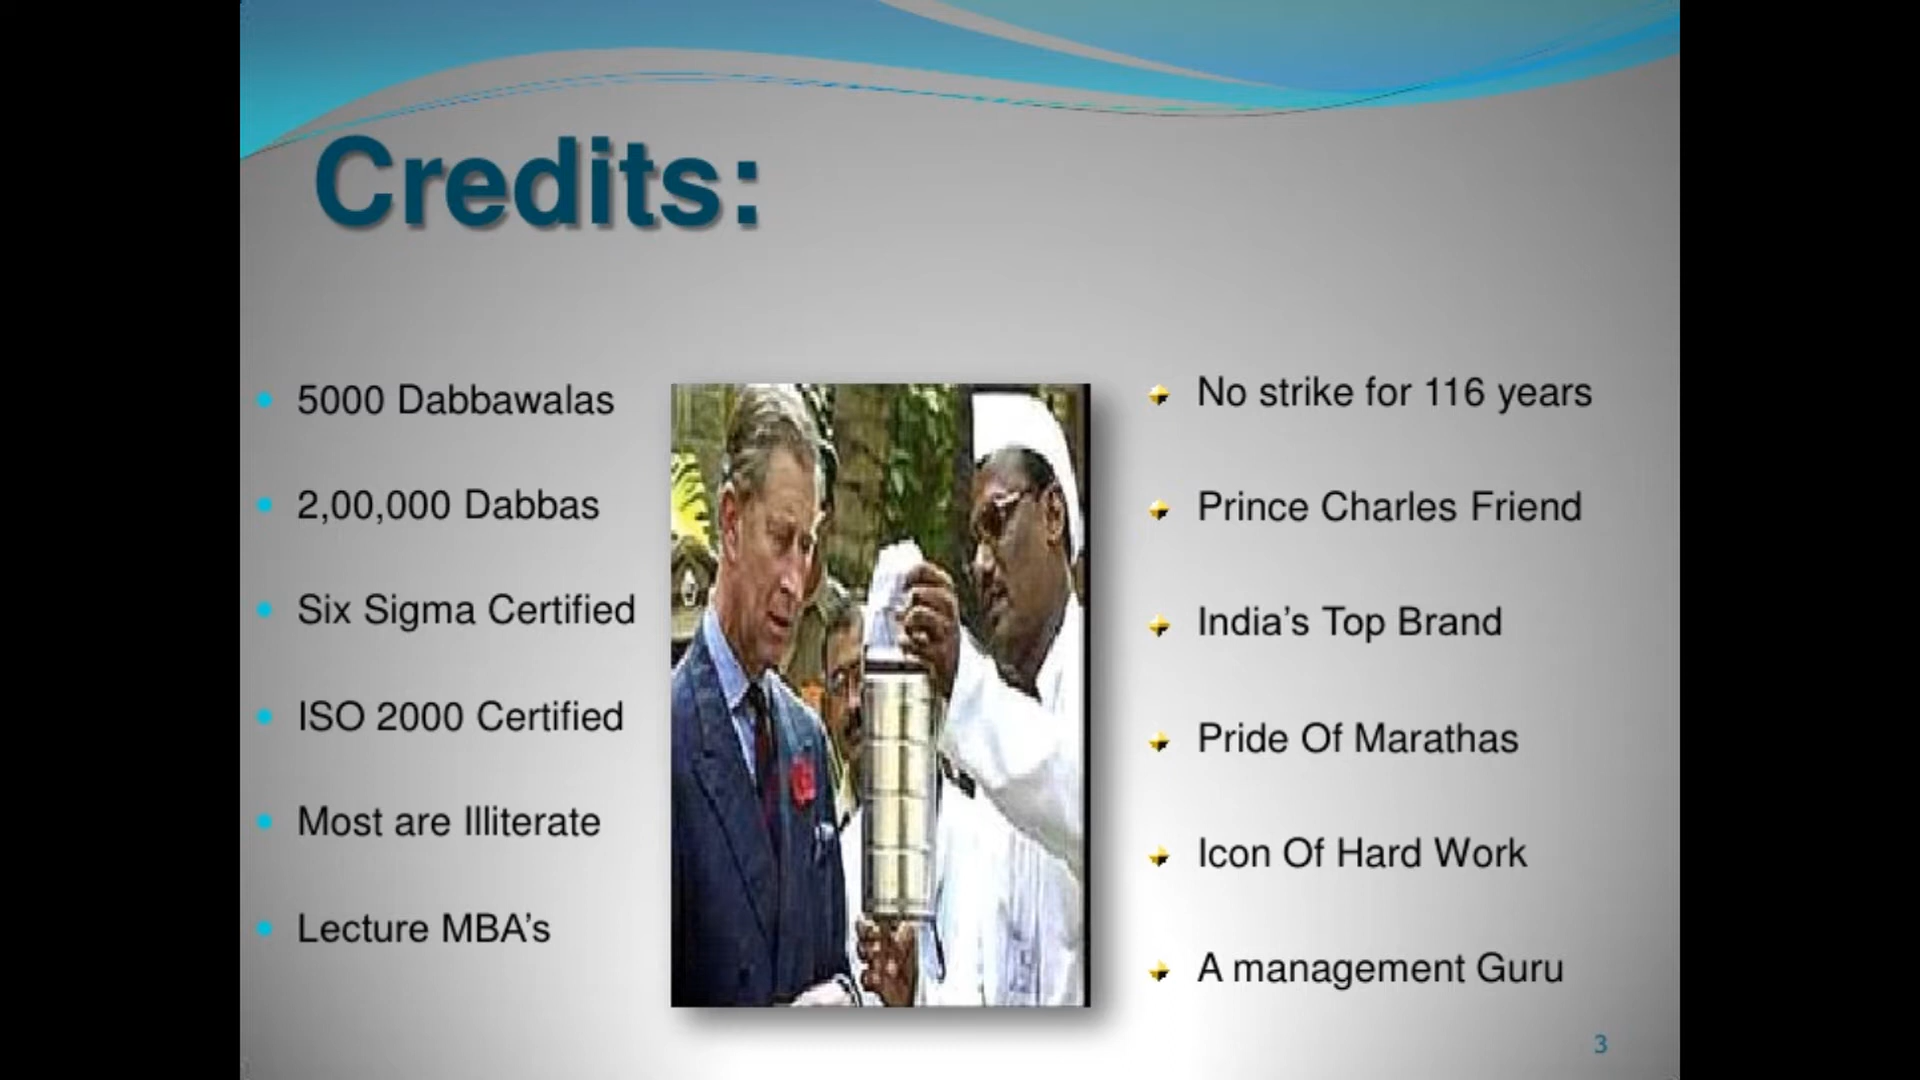 Credits:
5000 Dabbawalas
2,00,000 Dabbas
Six Sigma Certified
ISO 2000 Certified
Most are Illiterate
Lecture MBA’s
No strike for 116 years
Prince Charles Friend
India’s Top Brand
Pride Of Marathas
Icon Of Hard Work
A management Guru
3